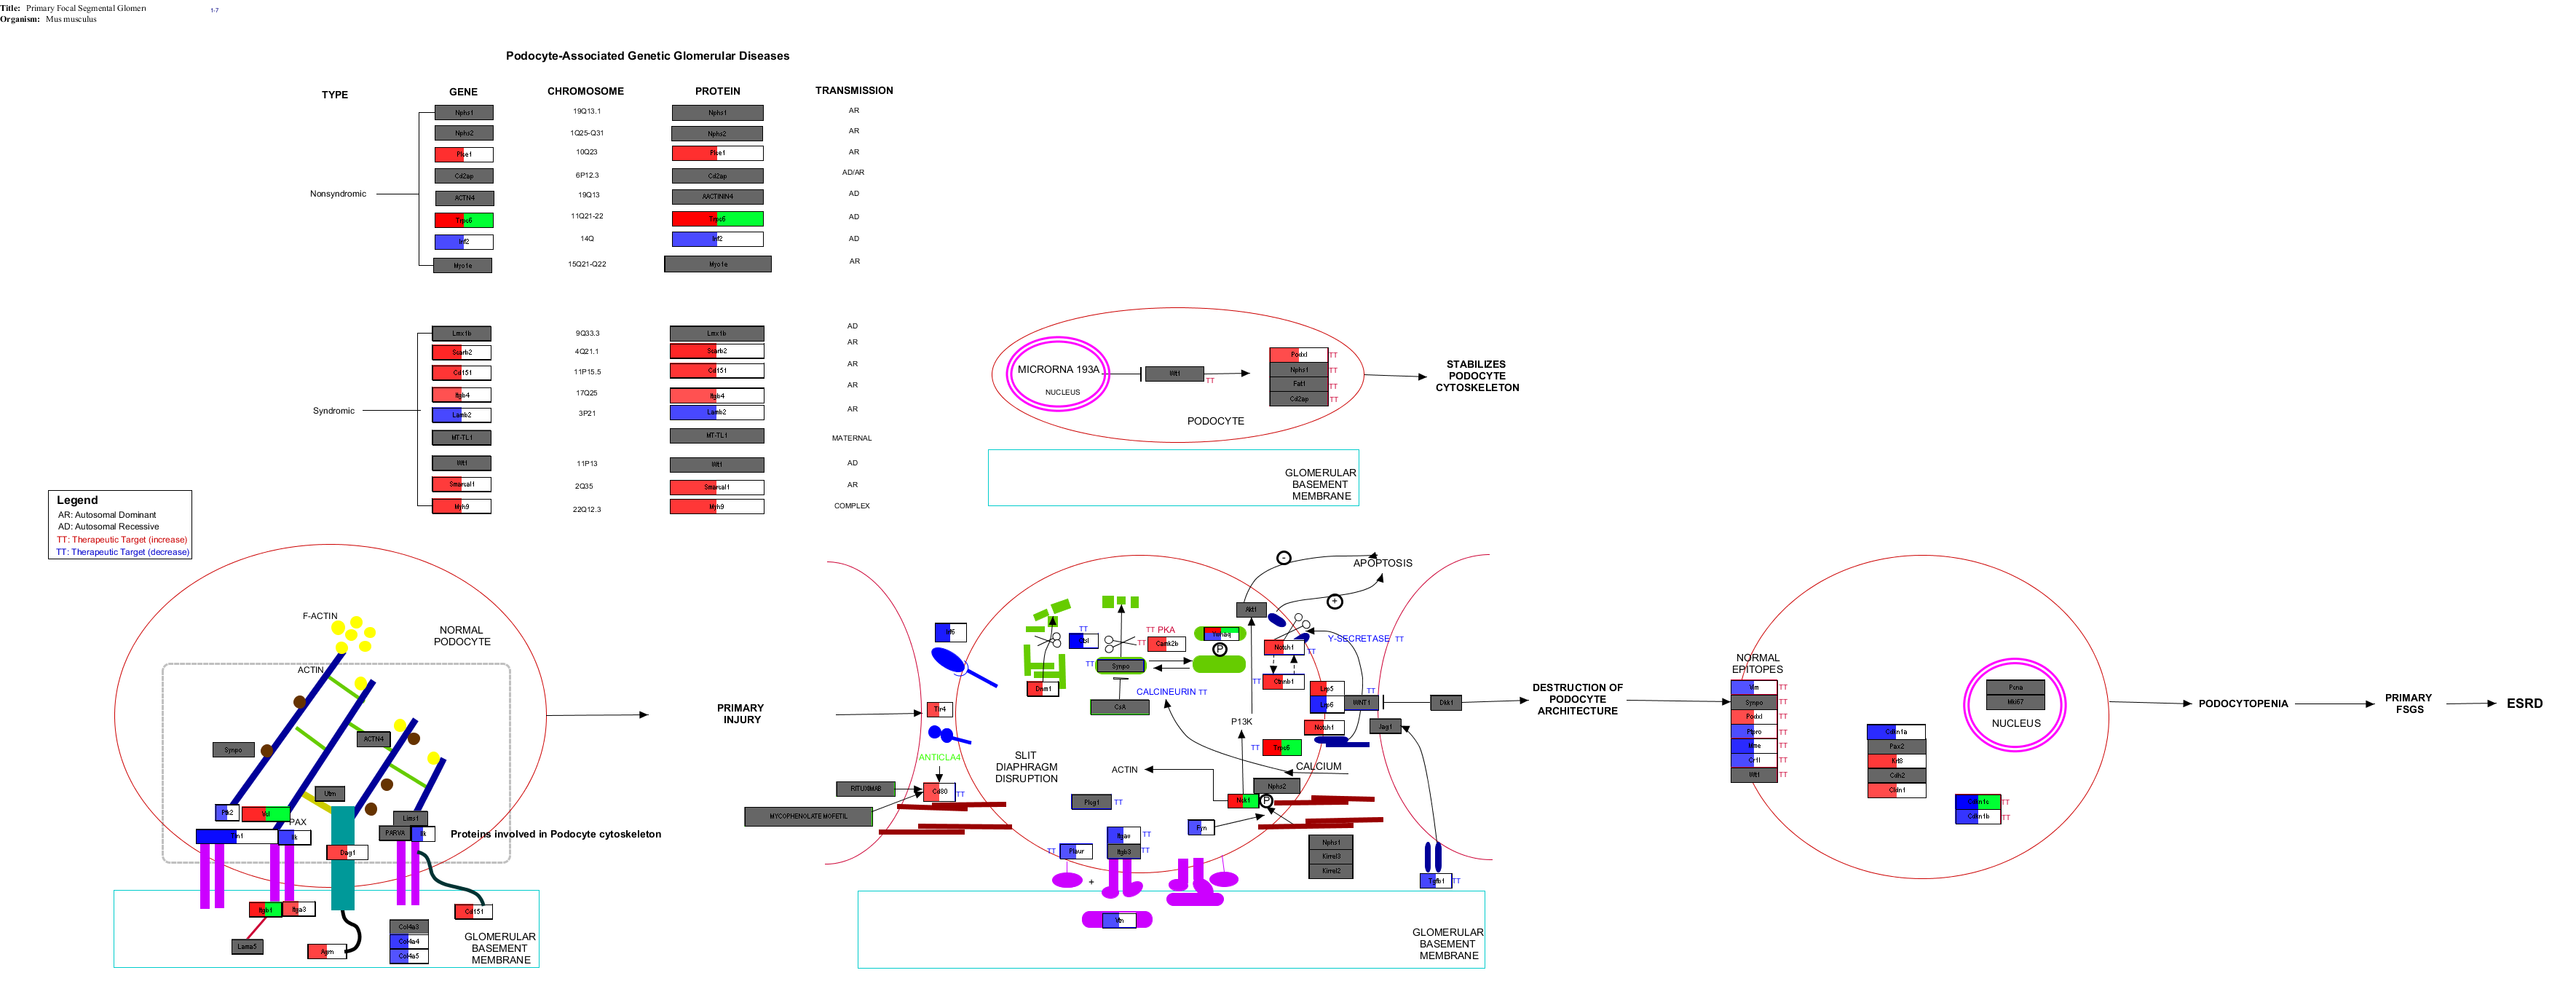 Title: Primary Focal Segmental Glomer
1-7
Organism: Mus musculus
Podocyte-Associated Genetic Glomerular Diseases
TYPE GENE CHROMOSOME PROTEIN TRANSMISSION
Nphs1 19Q13.1 Nphs1 AR
Nphs2 1Q25-Q31 Nphs2 AR
Plce1 10Q23 Plce1 AR
Cd2ap 6P12.3 Cd2ap AD/AR
Nonsyndromic
ACTN4 19Q13 AACTININ4 AD
Trpc6 11Q21-22 Trpc6 AD
Inf2 14Q Inf2 AD
Myo1e 15Q21-Q22 Myo1e AR
Lmx1b 9Q33.3 Lmx1b AD
Scarb2 4Q21.1 Scarb2 AR
Cd151 11P15.5 Cd151 AR
Itgb4 17Q25 Itgb4 AR
Syndromic
Lamb2 3P21 Lamb2 AR
MT-TL1 MT-TL1 MATERNAL
Wt1 11P13 Wt1 AD
Smarcal1 2Q35 Smarcal1 AR
Myh9 22Q12.3 Myh9 COMPLEX
MICRORNA 193A
NUCLEUS
Wt1
TT
Podxl TT
Nphs1 TT
Fat1 TT
Cd2ap TT
PODOCYTE
STABILIZES
PODOCYTE
CYTOSKELETON
GLOMERULAR
BASEMENT
MEMBRANE
Legend
AR: Autosomal Dominant
AD: Autosomal Recessive
TT: Therapeutic Target (increase)
TT: Therapeutic Target (decrease)
F-ACTIN
NORMAL
PODOCYTE
ACTIN
Synpo
ACTN4
Utrn
Vcl
PAX
Tln1
Ilk
Lims1
PARVA
Ilk
Proteins involved in Podocyte cytoskeleton
Dag1
Itgb1
Itga3
Lama5
Agrn
Col4a3
Col4a4
Col4a5
Cd151
GLOMERULAR
BASEMENT
MEMBRANE
PRIMARY
INJURY
RITUXIMAB
MYCOPHENOLATE MOFETIL
Tlr4
ANTICLA4
Cd80
TT
SLIT
DIAPHRAGM
DISRUPTION
Dnm1
TT
Ctsl
TT PKA
TT
Camk2b
TT
Synpo
CALCINEURIN TT
CsA
Ywhaq
P
Akt1
-
APOPTOSIS
+
Notch1
TT
Y-SECRETASE TT
TT
Ctnnb1
Lrp5
Lrp6
TT
WNT1
Dkk1
Notch1
Jag1
P13K
TT
Trpc6
CALCIUM
ACTIN
Nphs2
Nck1
P
Plcg1
TT
Fyn
Itgav TT
Itgb3 TT
TT
Plaur
+
Vtn
Nphs1
Kirrel3
Kirrel2
Tgfb1 TT
GLOMERULAR
BASEMENT
MEMBRANE
DESTRUCTION OF
PODOCYTE
ARCHITECTURE
NORMAL
EPITOPES
Vim TT
Synpo TT
Podxl TT
Ptpro TT
Mme TT
Cr1l TT
Wt1 TT
Cdkn1a
Pax2
Krt8
Cdh2
Cldn1
Cdkn1c TT
Cdkn1b TT
Pcna
Mki67
NUCLEUS
PODOCYTOPENIA
PRIMARY
FSGS
ESRD